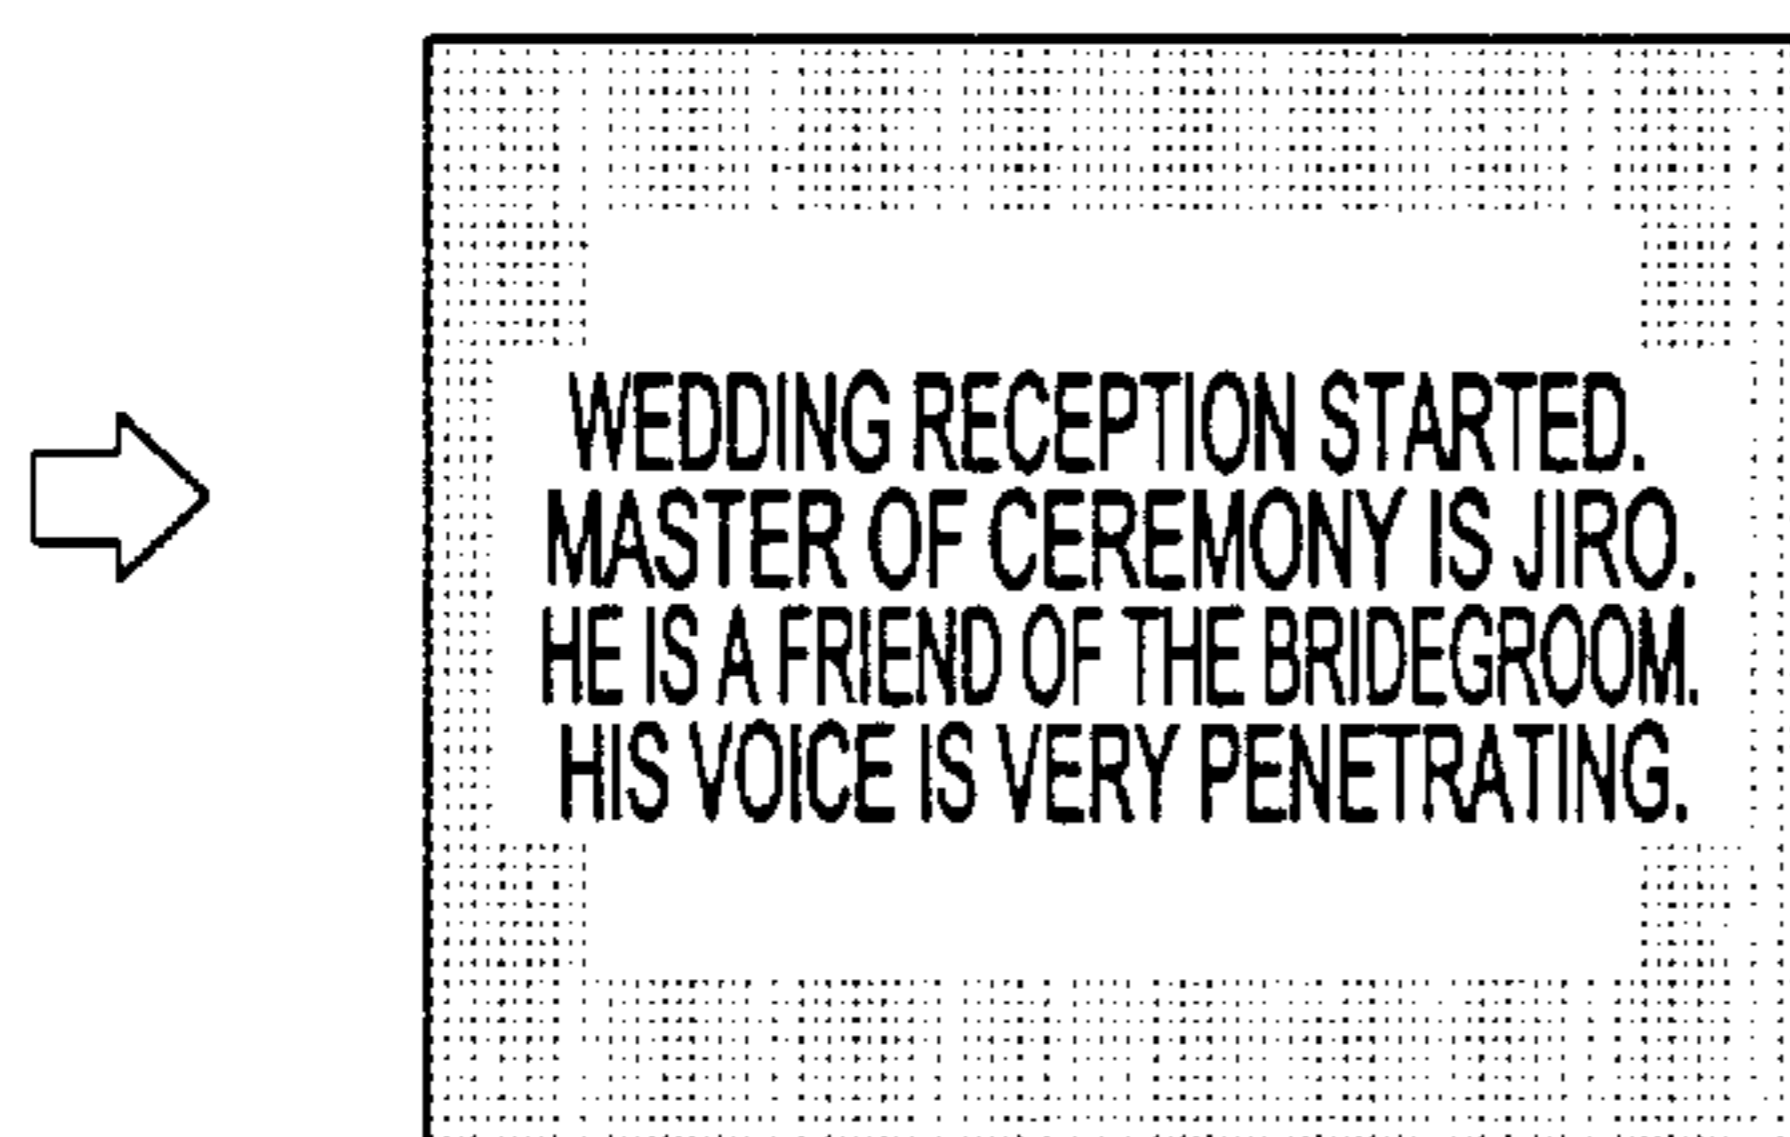 WEDDING RECEPTION STARTED.
MASTER OF CEREMONY IS JIRO.
HE IS A FRIEND OF THE BRIDEGROOM.
HIS VOICE IS VERY PENETRATING.